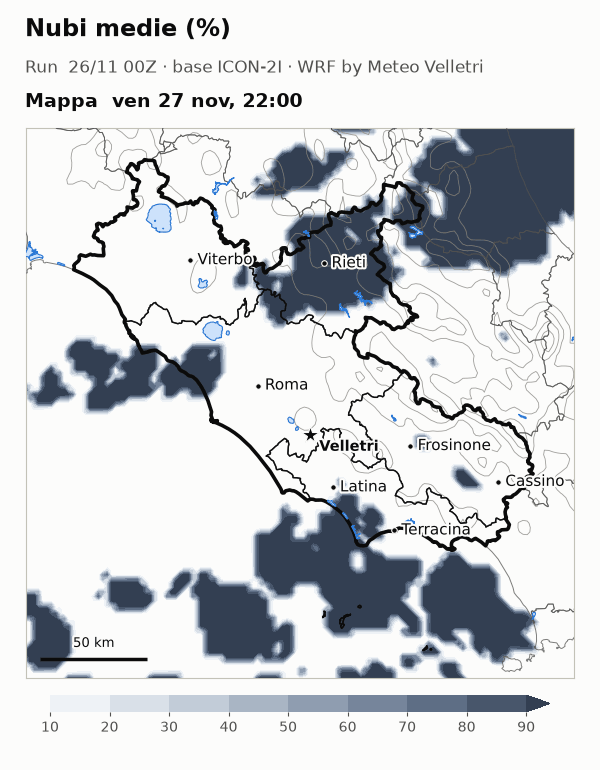 Nubi medie (%)
Run  26/11 00Z · base ICON-2I · WRF by Meteo Velletri
Mappa  ven 27 nov, 22:00
Viterbo
Rieti
Roma
Velletri
Frosinone
Latina
Cassino
Terracina
50 km
10 20 30 40 50 60 70 80 90